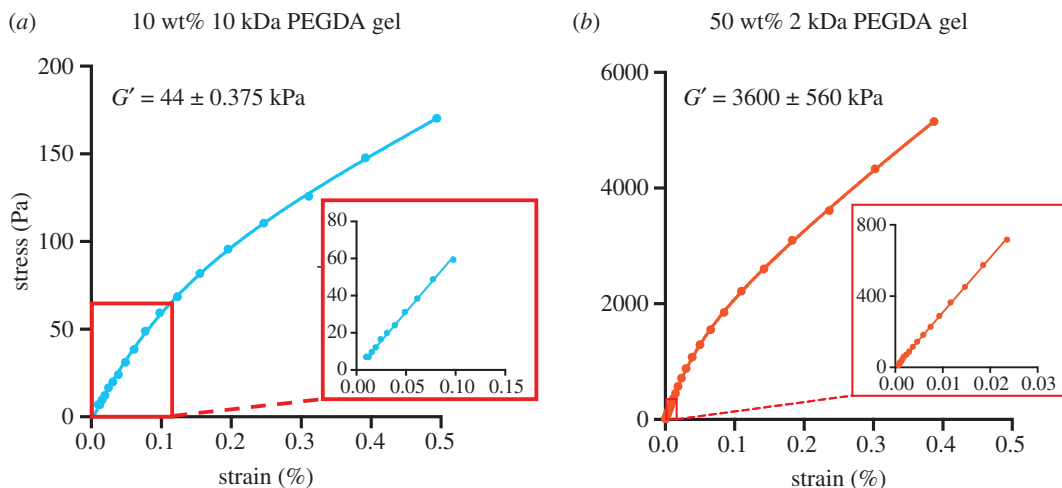 (a) 10 wt% 10 kDa PEGDA gel
200
150
100
50
0
stress (Pa)
G′ = 44 ± 0.375 kPa
80
60
40
20
0
0.00 0.05 0.10 0.15
0.0 0.1 0.2 0.3 0.4 0.5
strain (%)
(b) 50 wt% 2 kDa PEGDA gel
6000
4000
2000
0
G′ = 3600 ± 560 kPa
800
400
0
0.00 0.01 0.02 0.03
0.0 0.1 0.2 0.3 0.4 0.5
strain (%)